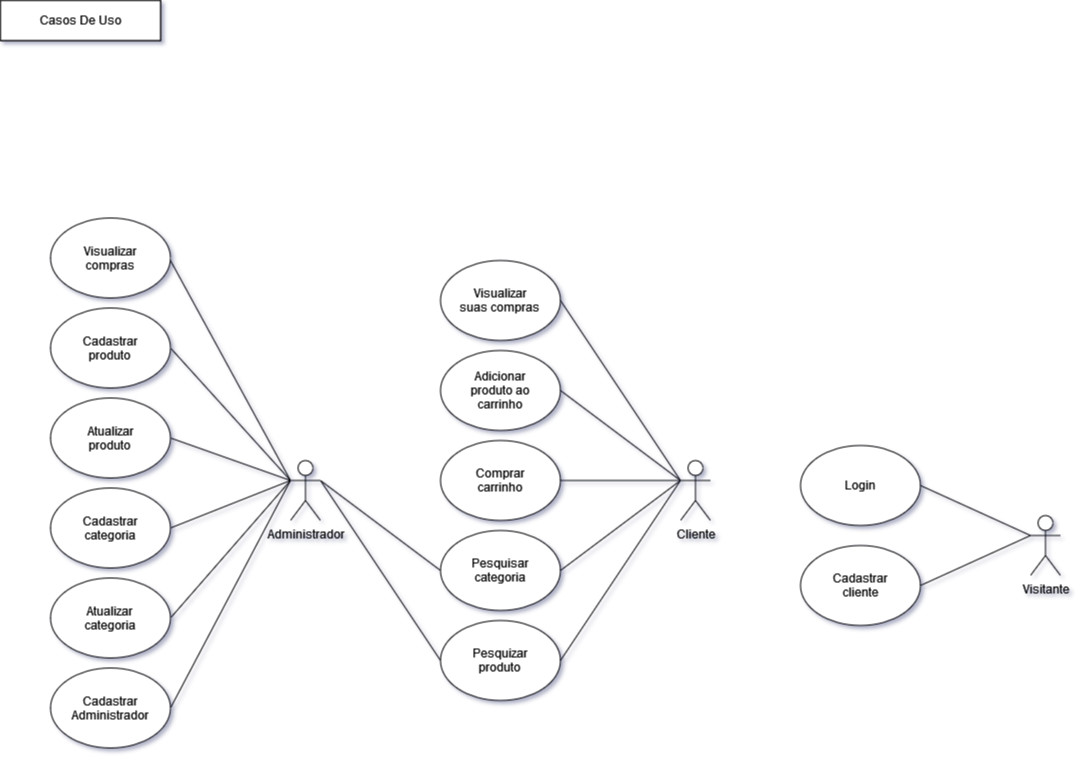 Casos De Uso
Visualizar
compras
Cadastrar
produto
Atualizar
produto
Cadastrar
categoria
Atualizar
categoria
Cadastrar
Administrador
Administrador
Visualizar
suas compras
Adicionar
produto ao
carrinho
Comprar
carrinho
Pesquisar
categoria
Pesquizar
produto
Cliente
Login
Cadastrar
cliente
Visitante